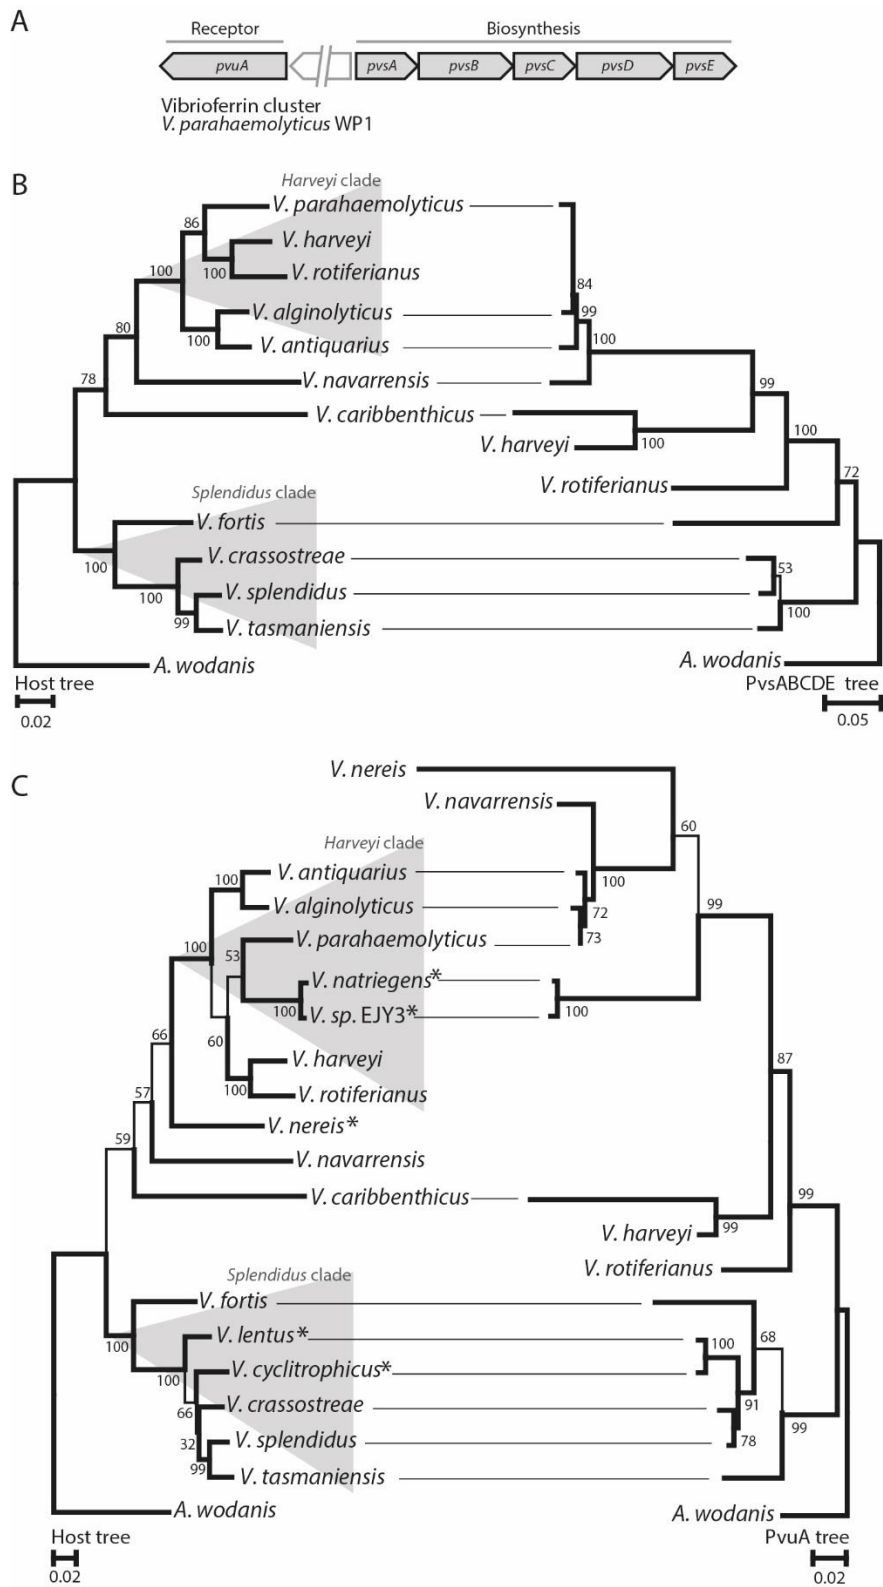 A
Receptor
Biosynthesis
pvuA
pvsA
pvsB
pvsC
pvsD
pvsE
Vibrioferrin cluster
V. parahaemolyticus WP1
B
Harveyi clade
V. parahaemolyticus
86
V. harveyi
100
100
V. rotiferianus
84
V. alginolyticus
99
80
100
V. antiquarius
100
V. navarrensis
78
99
V. caribbenthicus
100
V. harveyi
100
72
V. rotiferianus
Splendidus clade
V. fortis
100
V. crassostreae
53
100
V. splendidus
100
99
V. tasmaniensis
A. wodanis
A. wodanis
Host tree
PvsABCDE tree
0.02
0.05
C
V. nereis
V. navarrensis
60
Harveyi clade
100
V. antiquarius
100
V. alginolyticus
72
99
V. parahaemolyticus
73
100
53
V. natriegens*
100
V. sp. EJY3*
100
60
66
V. harveyi
87
100
V. rotiferianus
57
V. nereis*
59
V. navarrensis
V. caribbenthicus
99
V. harveyi
99
V. rotiferianus
Splendidus clade
V. fortis
100
V. lentus*
100
68
100
V. cyclitrophicus*
66
V. crassostreae
91
32
V. splendidus
78
99
99
V. tasmaniensis
A. wodanis
A. wodanis
Host tree
PvuA tree
0.02
0.02